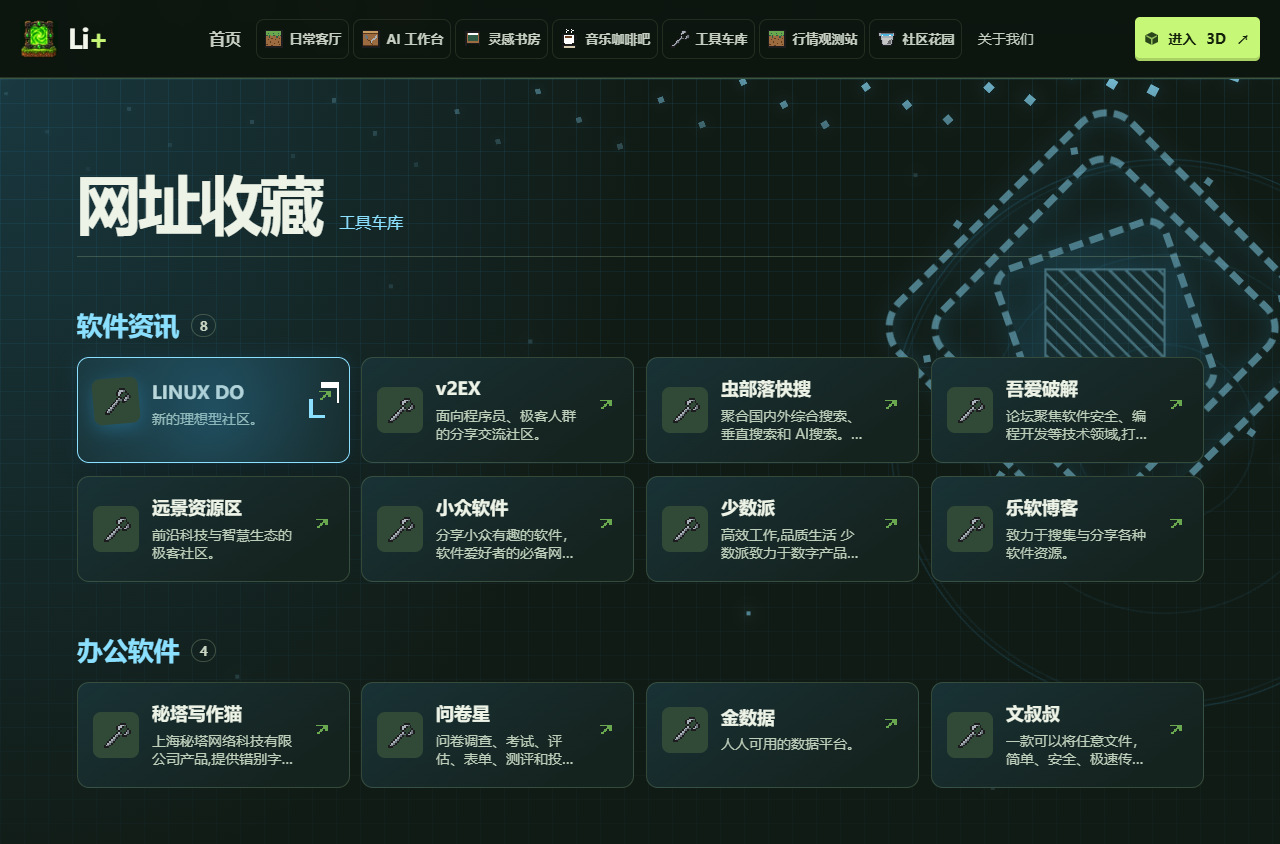 Li+
首页
日常客厅
AI 工作台
灵感书房
音乐咖啡吧
工具车库
行情观测站
社区花园
关于我们
进入 3D ↗
网址收藏
工具车库
软件资讯 8
LINUX DO
新的理想型社区。
v2EX
面向程序员、极客人群
的分享交流社区。
虫部落快搜
聚合国内外综合搜索、
垂直搜索和 AI搜索。...
吾爱破解
论坛聚焦软件安全、编
程开发等技术领域,打...
远景资源区
前沿科技与智慧生态的
极客社区。
小众软件
分享小众有趣的软件，
软件爱好者的必备网...
少数派
高效工作,品质生活 少
数派致力于数字产品...
乐软博客
致力于搜集与分享各种
软件资源。
办公软件 4
秘塔写作猫
上海秘塔网络科技有限
公司产品,提供错别字...
问卷星
问卷调查、考试、评
估、表单、测评和投...
金数据
人人可用的数据平台。
文叔叔
一款可以将任意文件，
简单、安全、极速传...